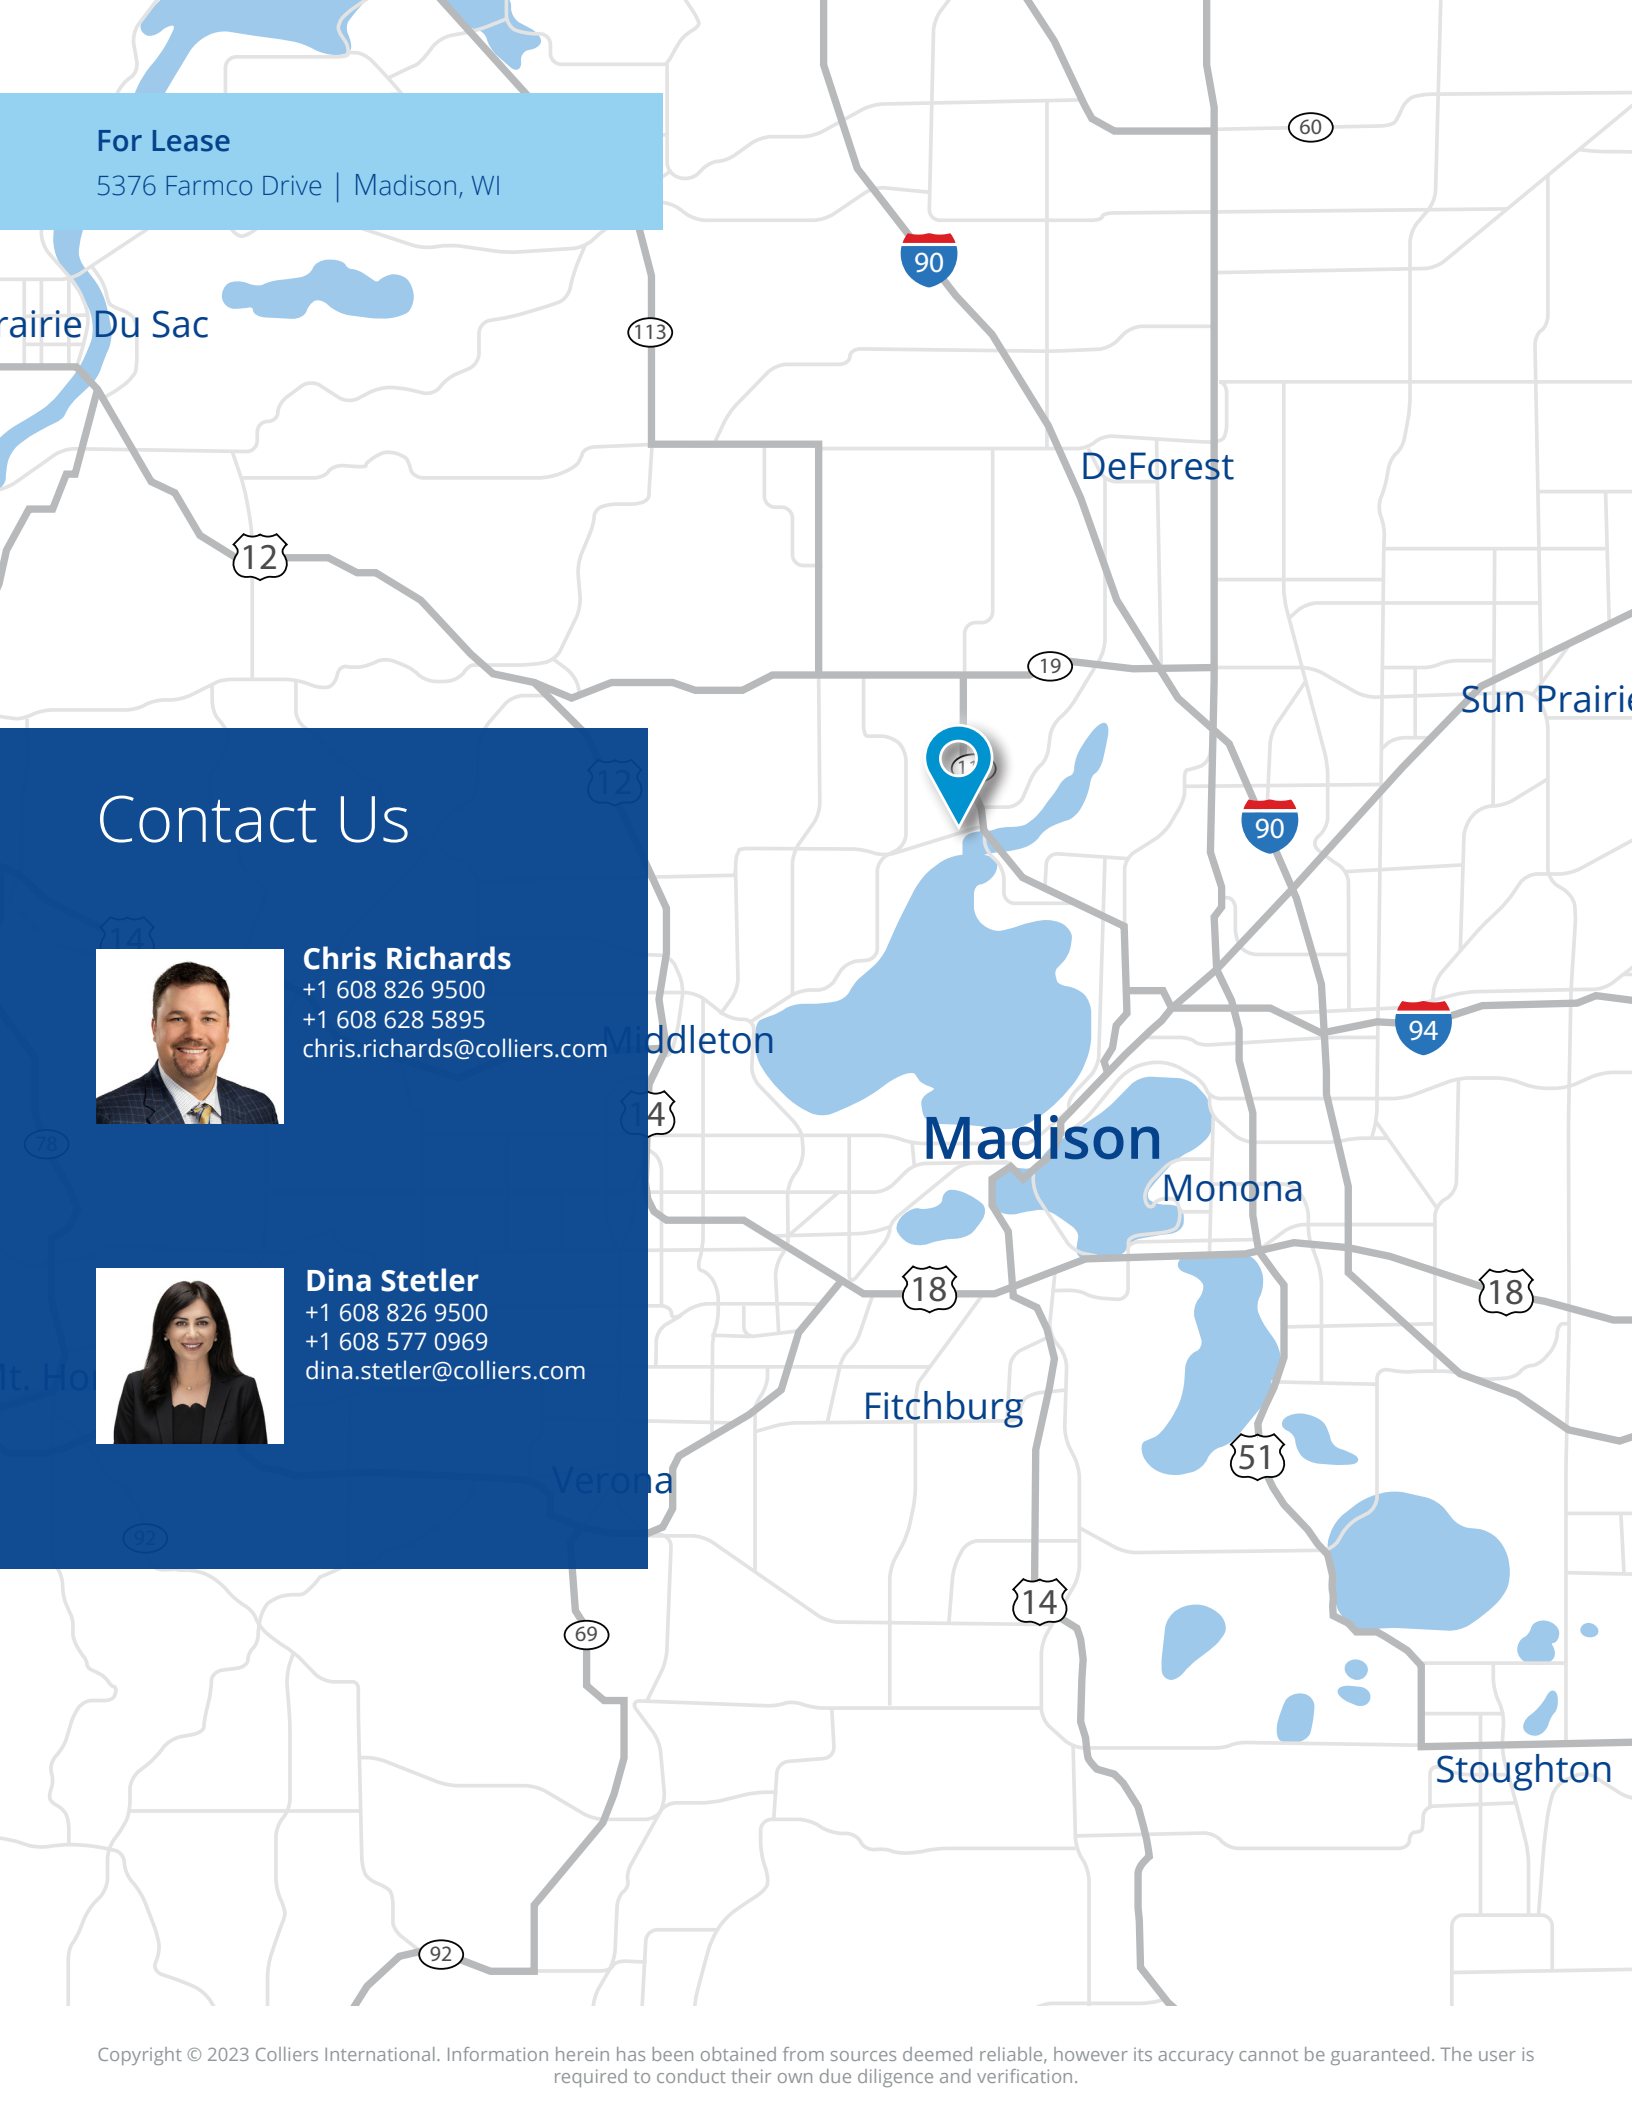 For Lease
5376 Farmco Drive | Madison, WI
60
90
rairie Du Sac
113
DeForest
12
19
Sun Prairie
12
Contact Us
90
14
Chris Richards
+1 608 826 9500
+1 608 628 5895
chris.richards@colliers.com
Middleton
94
14
78
Madison
Monona
Dina Stetler
+1 608 826 9500
+1 608 577 0969
dina.stetler@colliers.com
18
18
Fitchburg
51
Verona
92
14
69
Stoughton
92
Copyright © 2023 Colliers International. Information herein has been obtained from sources deemed reliable, however its accuracy cannot be guaranteed. The user is
required to conduct their own due diligence and verification.